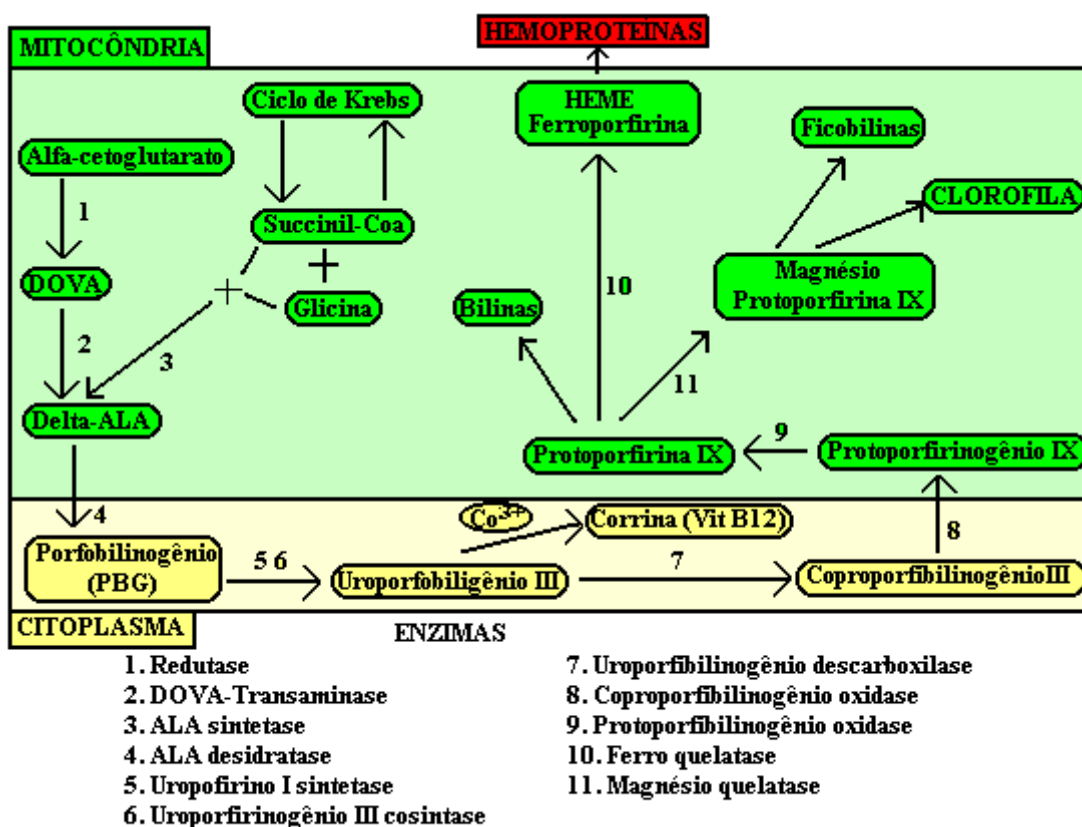 HEMOPROTEÍNAS
MITOCÔNDRIA
Ciclo de Krebs
HEME
Ferroporfirina
Ficobilinas
Alfa-cetoglutarato
CLOROFILA
1
Succinil-Coa
DOVA
+
+
Glicina
Bilinas
10
Magnésio
Protoporfirina IX
2
3
11
Delta-ALA
Protoporfirina IX
9
Protoporfirinogênio IX
4
Co3+
Corrina (Vit B12)
8
Porfobilinogênio
(PBG)
5 6
Uroporfobiligênio III
7
CoproporfibilinogênioIII
CITOPLASMA
ENZIMAS
1. Redutase
2. DOVA-Transaminase
3. ALA sintetase
4. ALA desidratase
5. Uropofirino I sintetase
6. Uroporfirinogênio III cosintase
7. Uroporfibilinogênio descarboxilase
8. Coproporfibilinogênio oxidase
9. Protoporfibilinogênio oxidase
10. Ferro quelatase
11. Magnésio quelatase